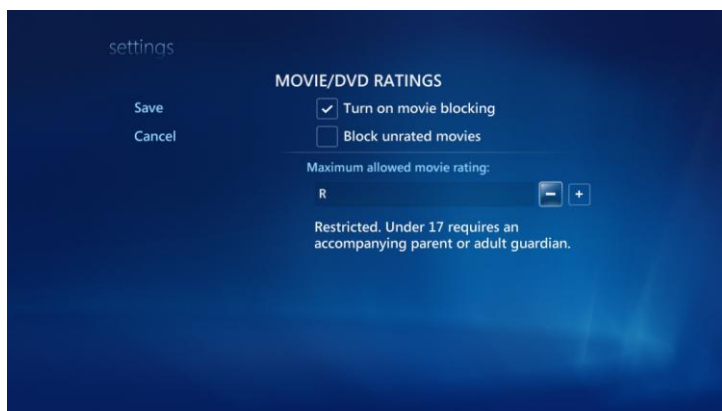 settings
MOVIE/DVD RATINGS
Save
Turn on movie blocking
Cancel
Block unrated movies
Maximum allowed movie rating:
R
Restricted. Under 17 requires an
accompanying parent or adult guardian.